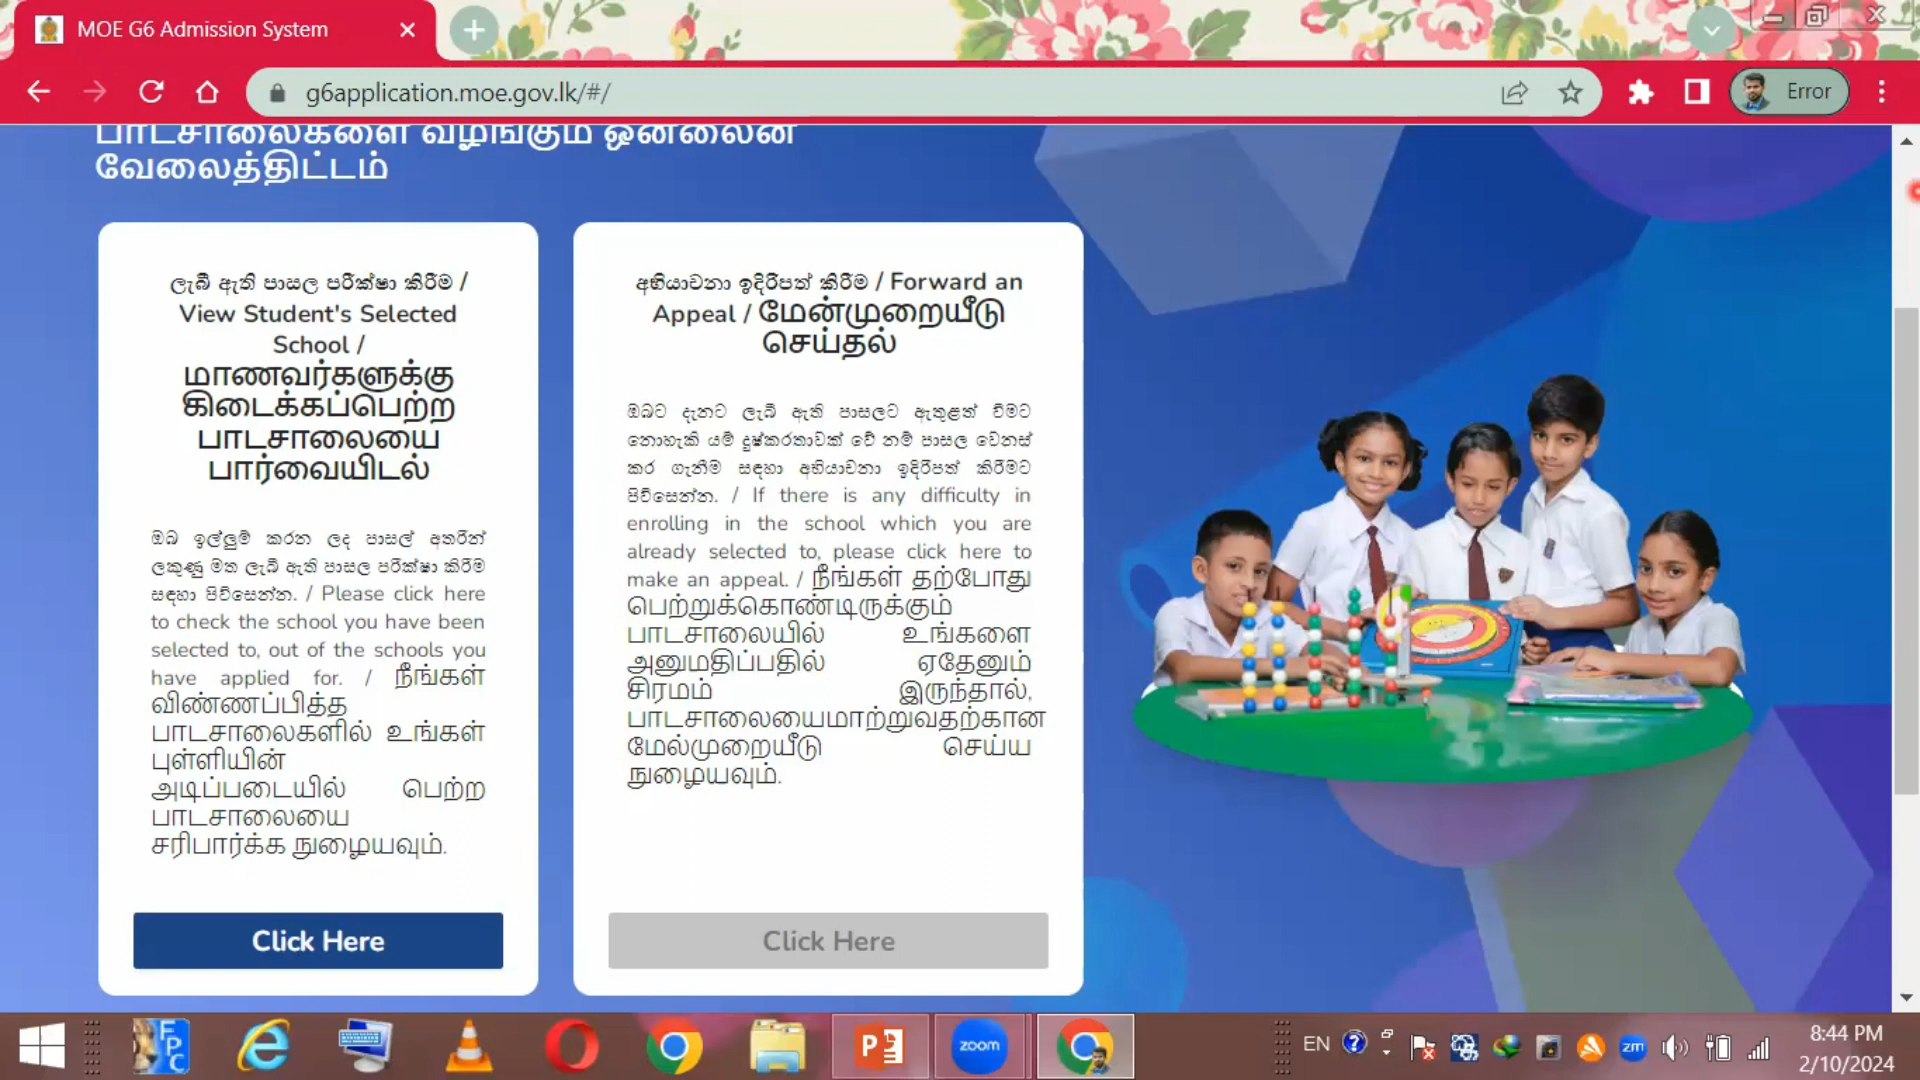 MOE G6 Admission System
g6application.moe.gov.lk/#/
Error
பாடசாலைகளை வழங்கும் ஒன்லைன்
வேலைத்திட்டம்
ලැබී ඇති පාසල පරීක්ෂා කිරීම /
View Student's Selected
School /
மாணவர்களுக்கு
கிடைக்கப்பெற்ற
பாடசாலையை
பார்வையிடல்
ඔබ ඉල්ලුම් කරන ලද පාසල් අතරින්
ලකුණු මත ලැබී ඇති පාසල පරීක්ෂා කිරීම
සඳහා පිවිසෙන්න. / Please click here
to check the school you have been
selected to, out of the schools you
have applied for. / நீங்கள்
விண்ணப்பித்த
பாடசாலைகளில் உங்கள்
புள்ளியின்
அடிப்படையில் பெற்ற
பாடசாலையை
சரிபார்க்க நுழையவும்.
Click Here
අභියාචනා ඉදිරිපත් කිරීම / Forward an
Appeal / மேன்முறையீடு
செய்தல்
ඔබට දැනට ලැබී ඇති පාසලට ඇතුළත් වීමට
නොහැකි යම් දුෂ්කරතාවක් වේ නම් පාසල වෙනස්
කර ගැනීම සඳහා අභියාචනා ඉදිරිපත් කිරීමට
පිවිසෙන්න. / If there is any difficulty in
enrolling in the school which you are
already selected to, please click here to
make an appeal. / நீங்கள் தற்போது
பெற்றுக்கொண்டிருக்கும்
பாடசாலையில் உங்களை
அனுமதிப்பதில் ஏதேனும்
சிரமம் இருந்தால்,
பாடசாலையைமாற்றுவதற்கான
மேல்முறையீடு செய்ய
நுழையவும்.
Click Here
FPC
zoom
EN
zm
8:44 PM
2/10/2024